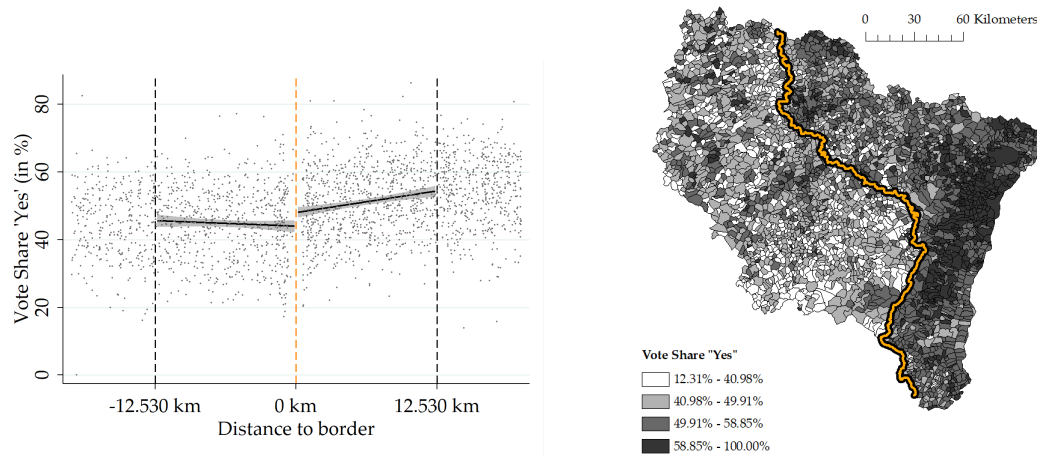 Vote Share 'Yes' (in %)
80
60
40
20
0
-12.530 km
0 km
12.530 km
Distance to border
0 30 60 Kilometers
Vote Share "Yes"
12.31% - 40.98%
40.98% - 49.91%
49.91% - 58.85%
58.85% - 100.00%